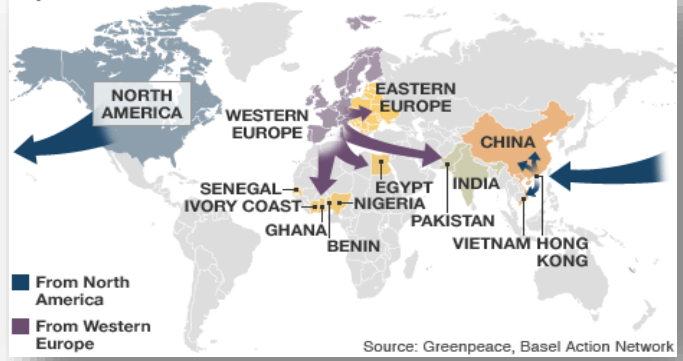 NORTH
AMERICA
WESTERN
EUROPE
EASTERN
EUROPE
CHINA
SENEGAL
IVORY COAST
GHANA
BENIN
NIGERIA
EGYPT
INDIA
PAKISTAN
VIETNAM
HONG
KONG
From North
America
From Western
Europe
Source: Greenpeace, Basel Action Network